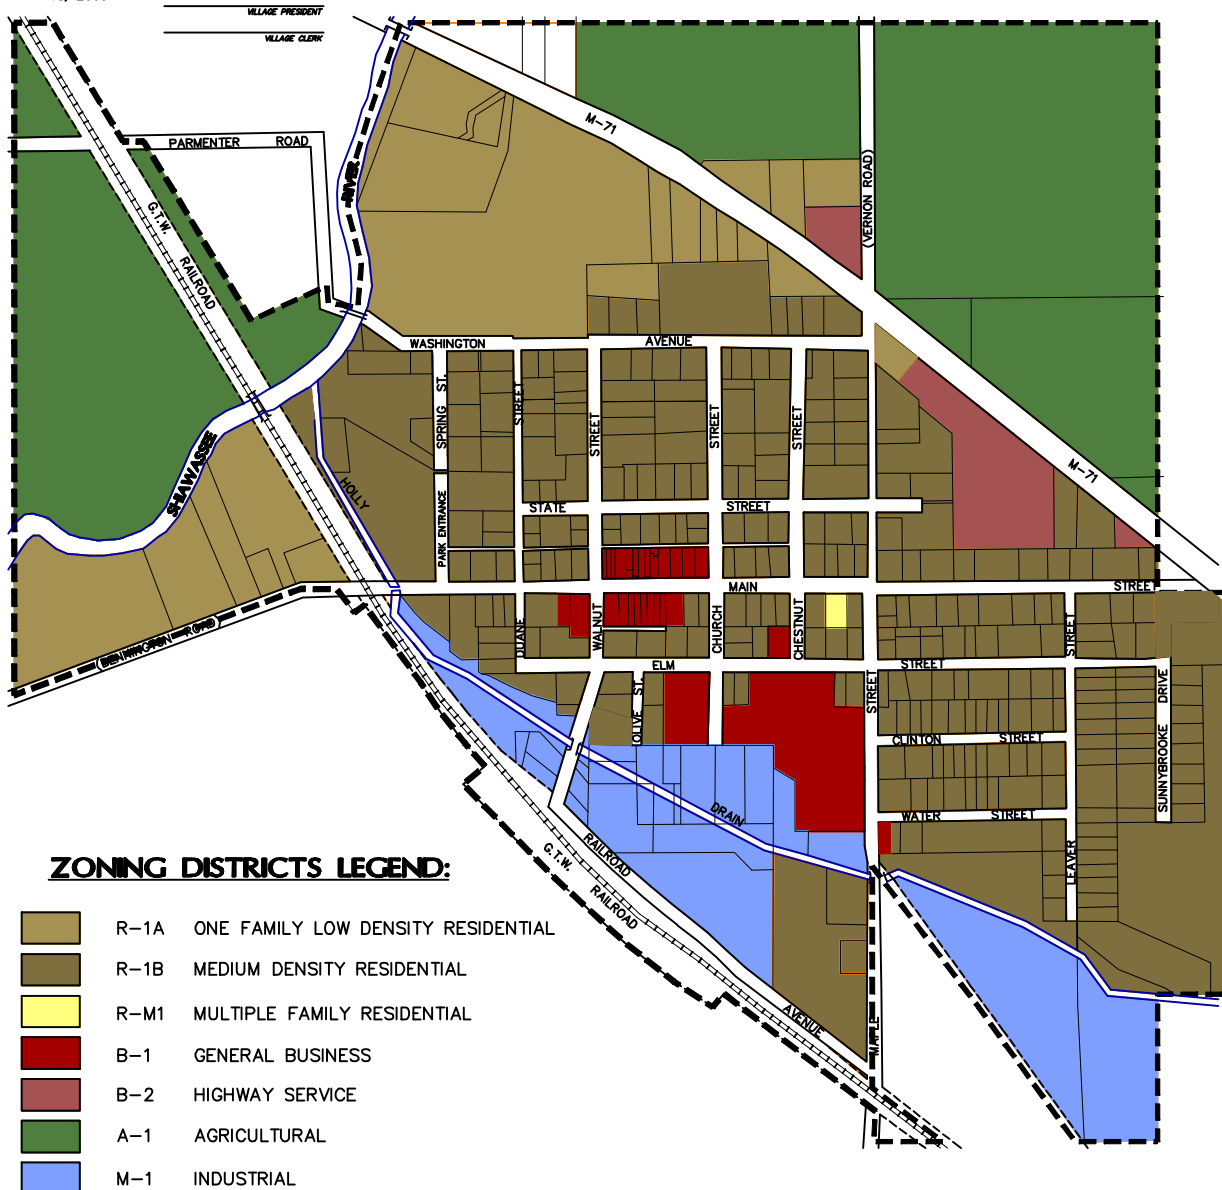 VILLAGE PRESIDENT
VILLAGE CLERK
M-71
PARMENTER ROAD
RIVER
(VERNON ROAD)
G.T.W.
RAILROAD
WASHINGTON AVENUE
SPRING ST.
STREET
STREET
STREET
STREET
SHIAWASSEE
HOLLY
M-71
PARK ENTRANCE
STATE STREET
MAIN STREET
(BENNINGTON ROAD)
DUANE
WALNUT
CHURCH
CHESTNUT
STREET
ELM STREET
OLIVE ST.
STREET
SUNNYBROOKE DRIVE
CLINTON STREET
DRAIN
WATER STREET
LEAVER
G.T.W.
RAILROAD
RAILROAD
AVENUE
MAPLE
ZONING DISTRICTS LEGEND:
R-1A ONE FAMILY LOW DENSITY RESIDENTIAL
R-1B MEDIUM DENSITY RESIDENTIAL
R-M1 MULTIPLE FAMILY RESIDENTIAL
B-1 GENERAL BUSINESS
B-2 HIGHWAY SERVICE
A-1 AGRICULTURAL
M-1 INDUSTRIAL